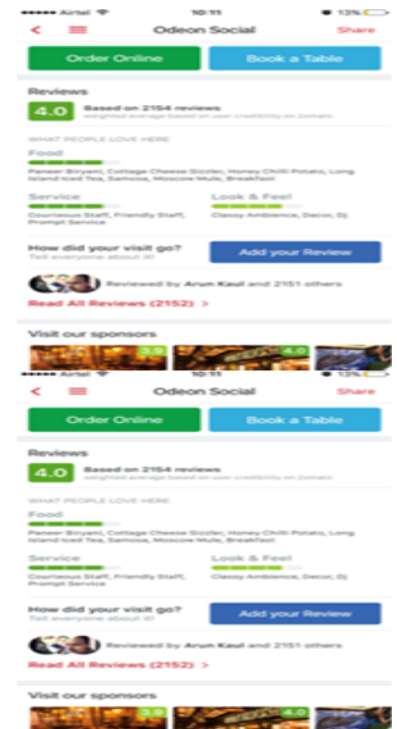 Airtel 10:11 13%
Odeon Social Share
Order Online Book a Table
Reviews
4.0 Based on 2154 reviews
weighted average based on user credibility on Zomato
WHAT PEOPLE LOVE HERE
Food
Paneer Biryani, Cottage Cheese Sizzler, Honey Chilli Potato, Long
Island Iced Tea, Samosa, Moscow Mule, Breakfast
Service Look & Feel
Courteous Staff, Friendly Staff, Classy Ambience, Decor, Dj
Prompt Service
How did your visit go? Add your Review
Tell everyone about it!
Reviewed by Arun Kaul and 2151 others
Read All Reviews (2152) >
Visit our sponsors
3.9 4.0
Airtel 10:11 13%
Odeon Social Share
Order Online Book a Table
Reviews
4.0 Based on 2154 reviews
weighted average based on user credibility on Zomato
WHAT PEOPLE LOVE HERE
Food
Paneer Biryani, Cottage Cheese Sizzler, Honey Chilli Potato, Long
Island Iced Tea, Samosa, Moscow Mule, Breakfast
Service Look & Feel
Courteous Staff, Friendly Staff, Classy Ambience, Decor, Dj
Prompt Service
How did your visit go? Add your Review
Tell everyone about it!
Reviewed by Arun Kaul and 2151 others
Read All Reviews (2152) >
Visit our sponsors
3.9 4.0